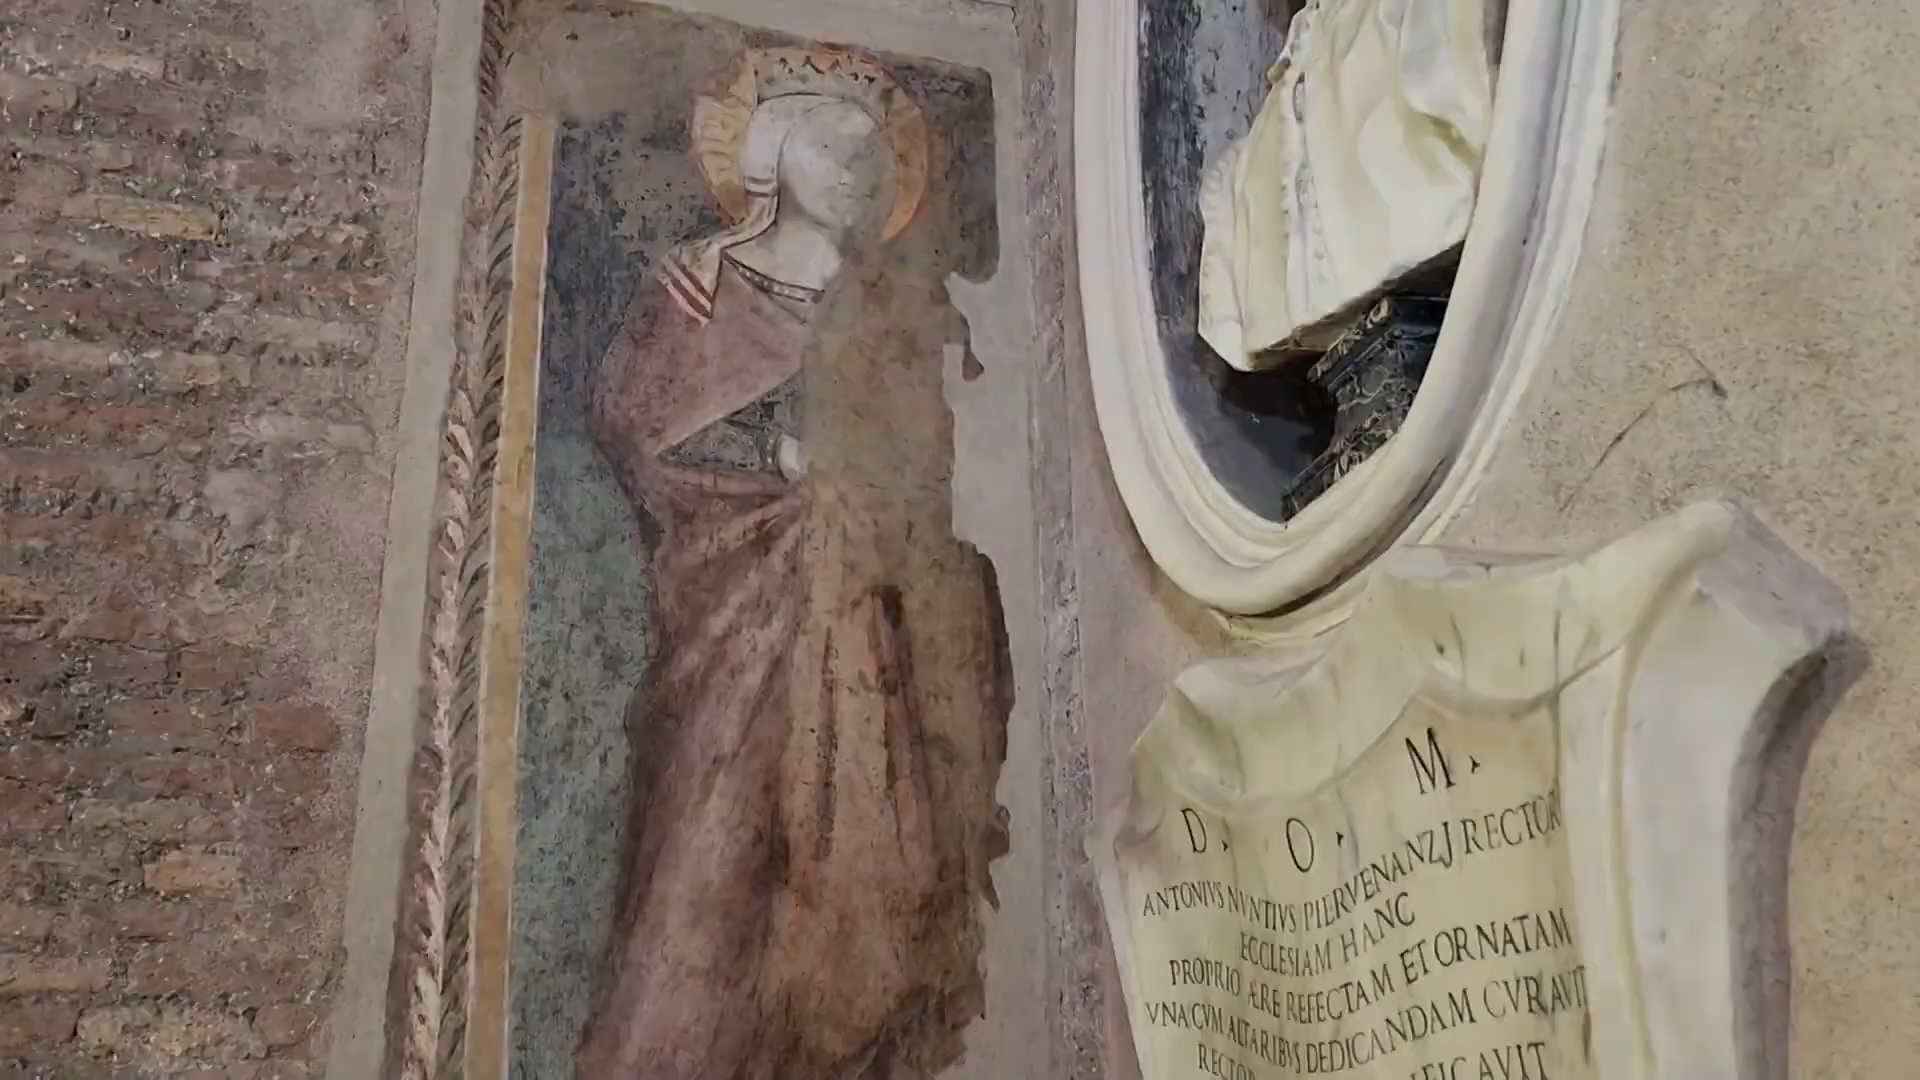 D. O. M.
ANTONIVS NVNTIVS PIERVENANZJ RECTOR
ECCLESIAM HANC
PROPRIO ÆRE REFECTAM ET ORNATAM
VNA CVM ALTARIBVS DEDICANDAM CVRAVIT